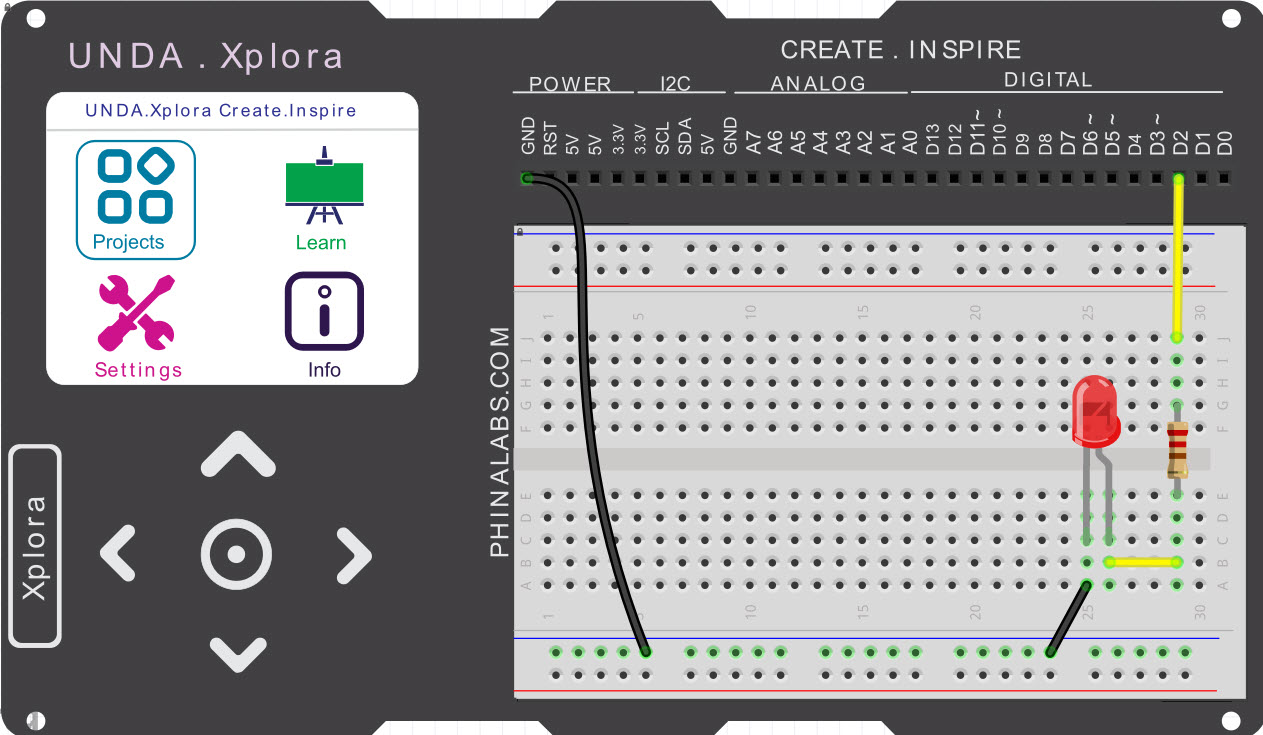 UNDA . Xplora
CREATE . INSPIRE
POWER I2C ANALOG DIGITAL
GND RST 5V 5V 3.3V 3.3V SCL SDA 5V GND A7 A6 A5 A4 A3 A2 A1 A0 D13 D12 D11~ D10~ D9 D8 D7 D6~ D5~ D4 D3~ D2 D1 D0
UNDA.Xplora Create.Inspire
Projects
Learn
Settings
Info
Xplora
PHINALABS.COM
1 5 10 15 20 25 30
J J
I I
H H
G G
F F
E E
D D
C C
B B
A A
1 5 10 15 20 25 30